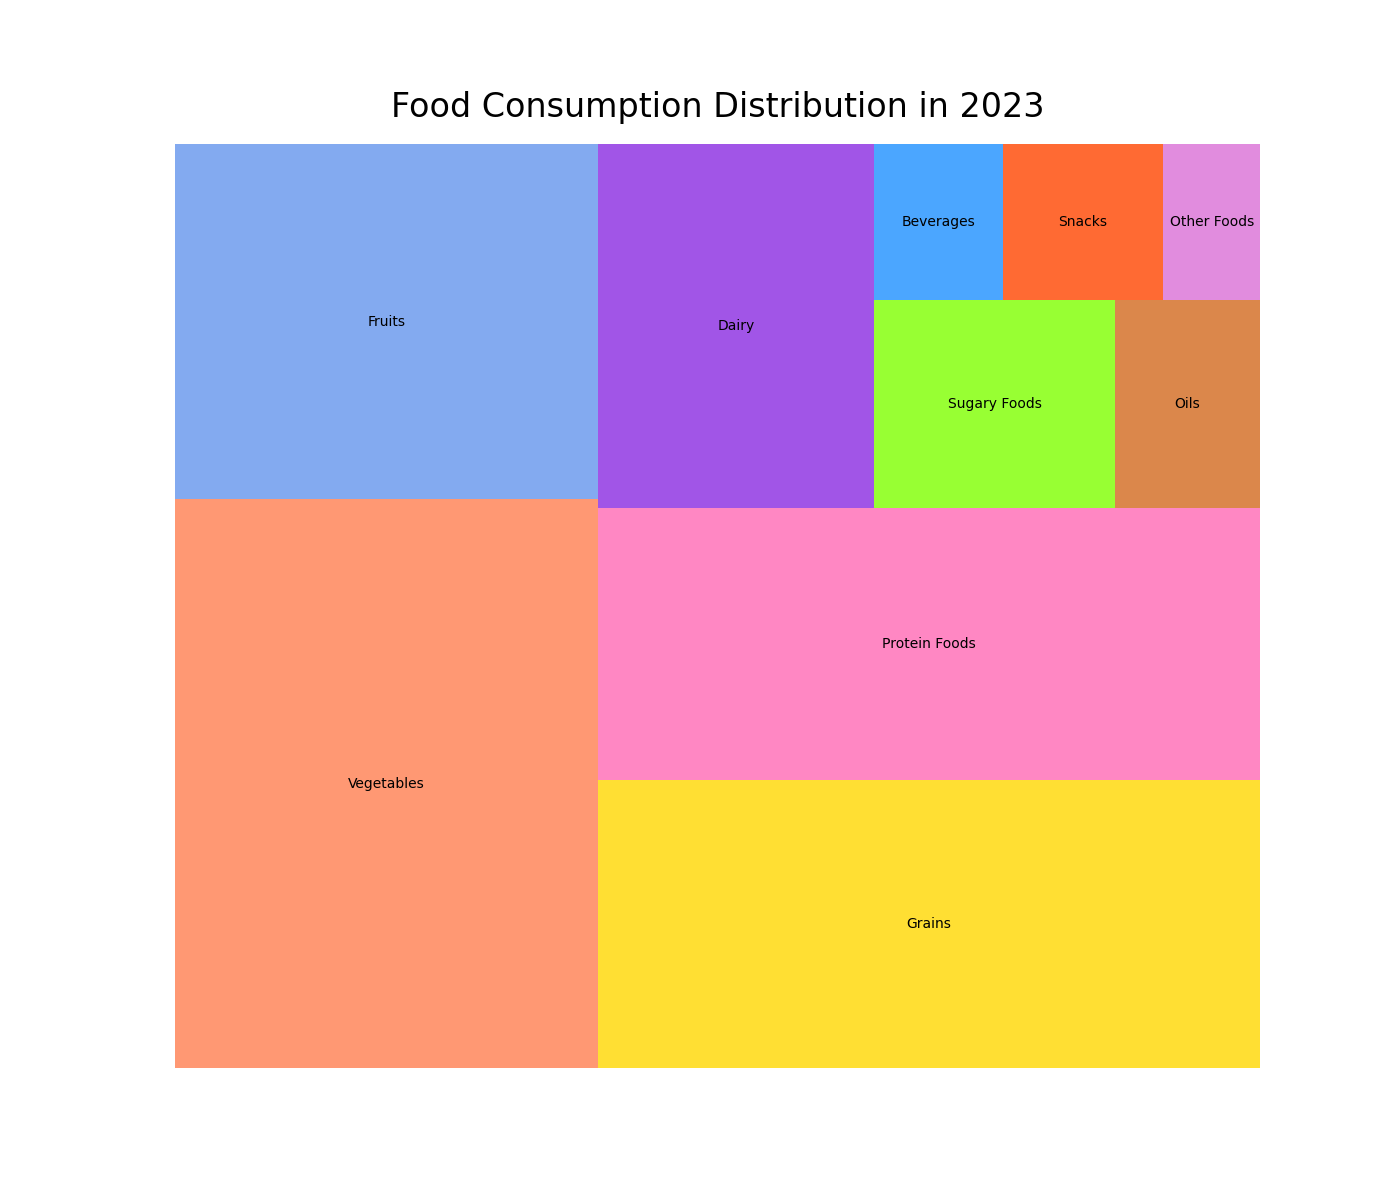 Food Consumption Distribution in 2023
Fruits
Dairy
Beverages
Snacks
Other Foods
Sugary Foods
Oils
Protein Foods
Vegetables
Grains